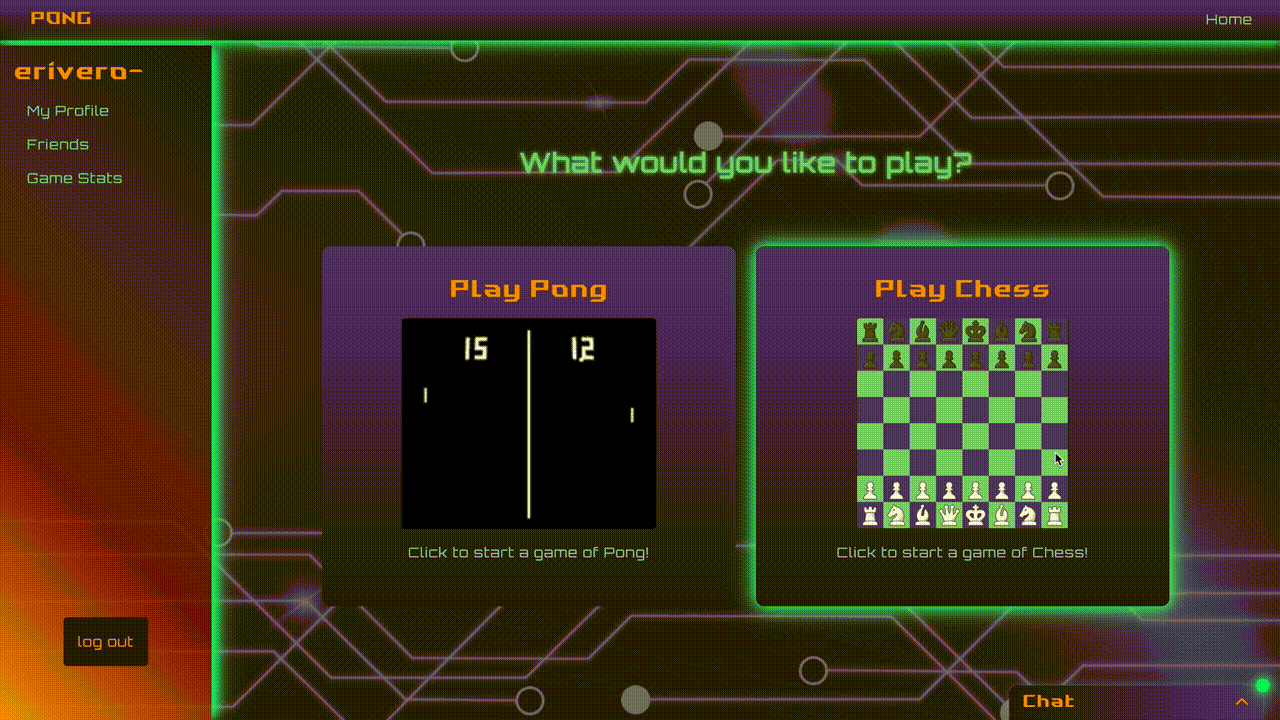 PONG
Home
erivero-
My Profile
Friends
Game Stats
What would you like to play?
Play Pong
15 12
Click to start a game of Pong!
Play Chess
Click to start a game of Chess!
log out
Chat